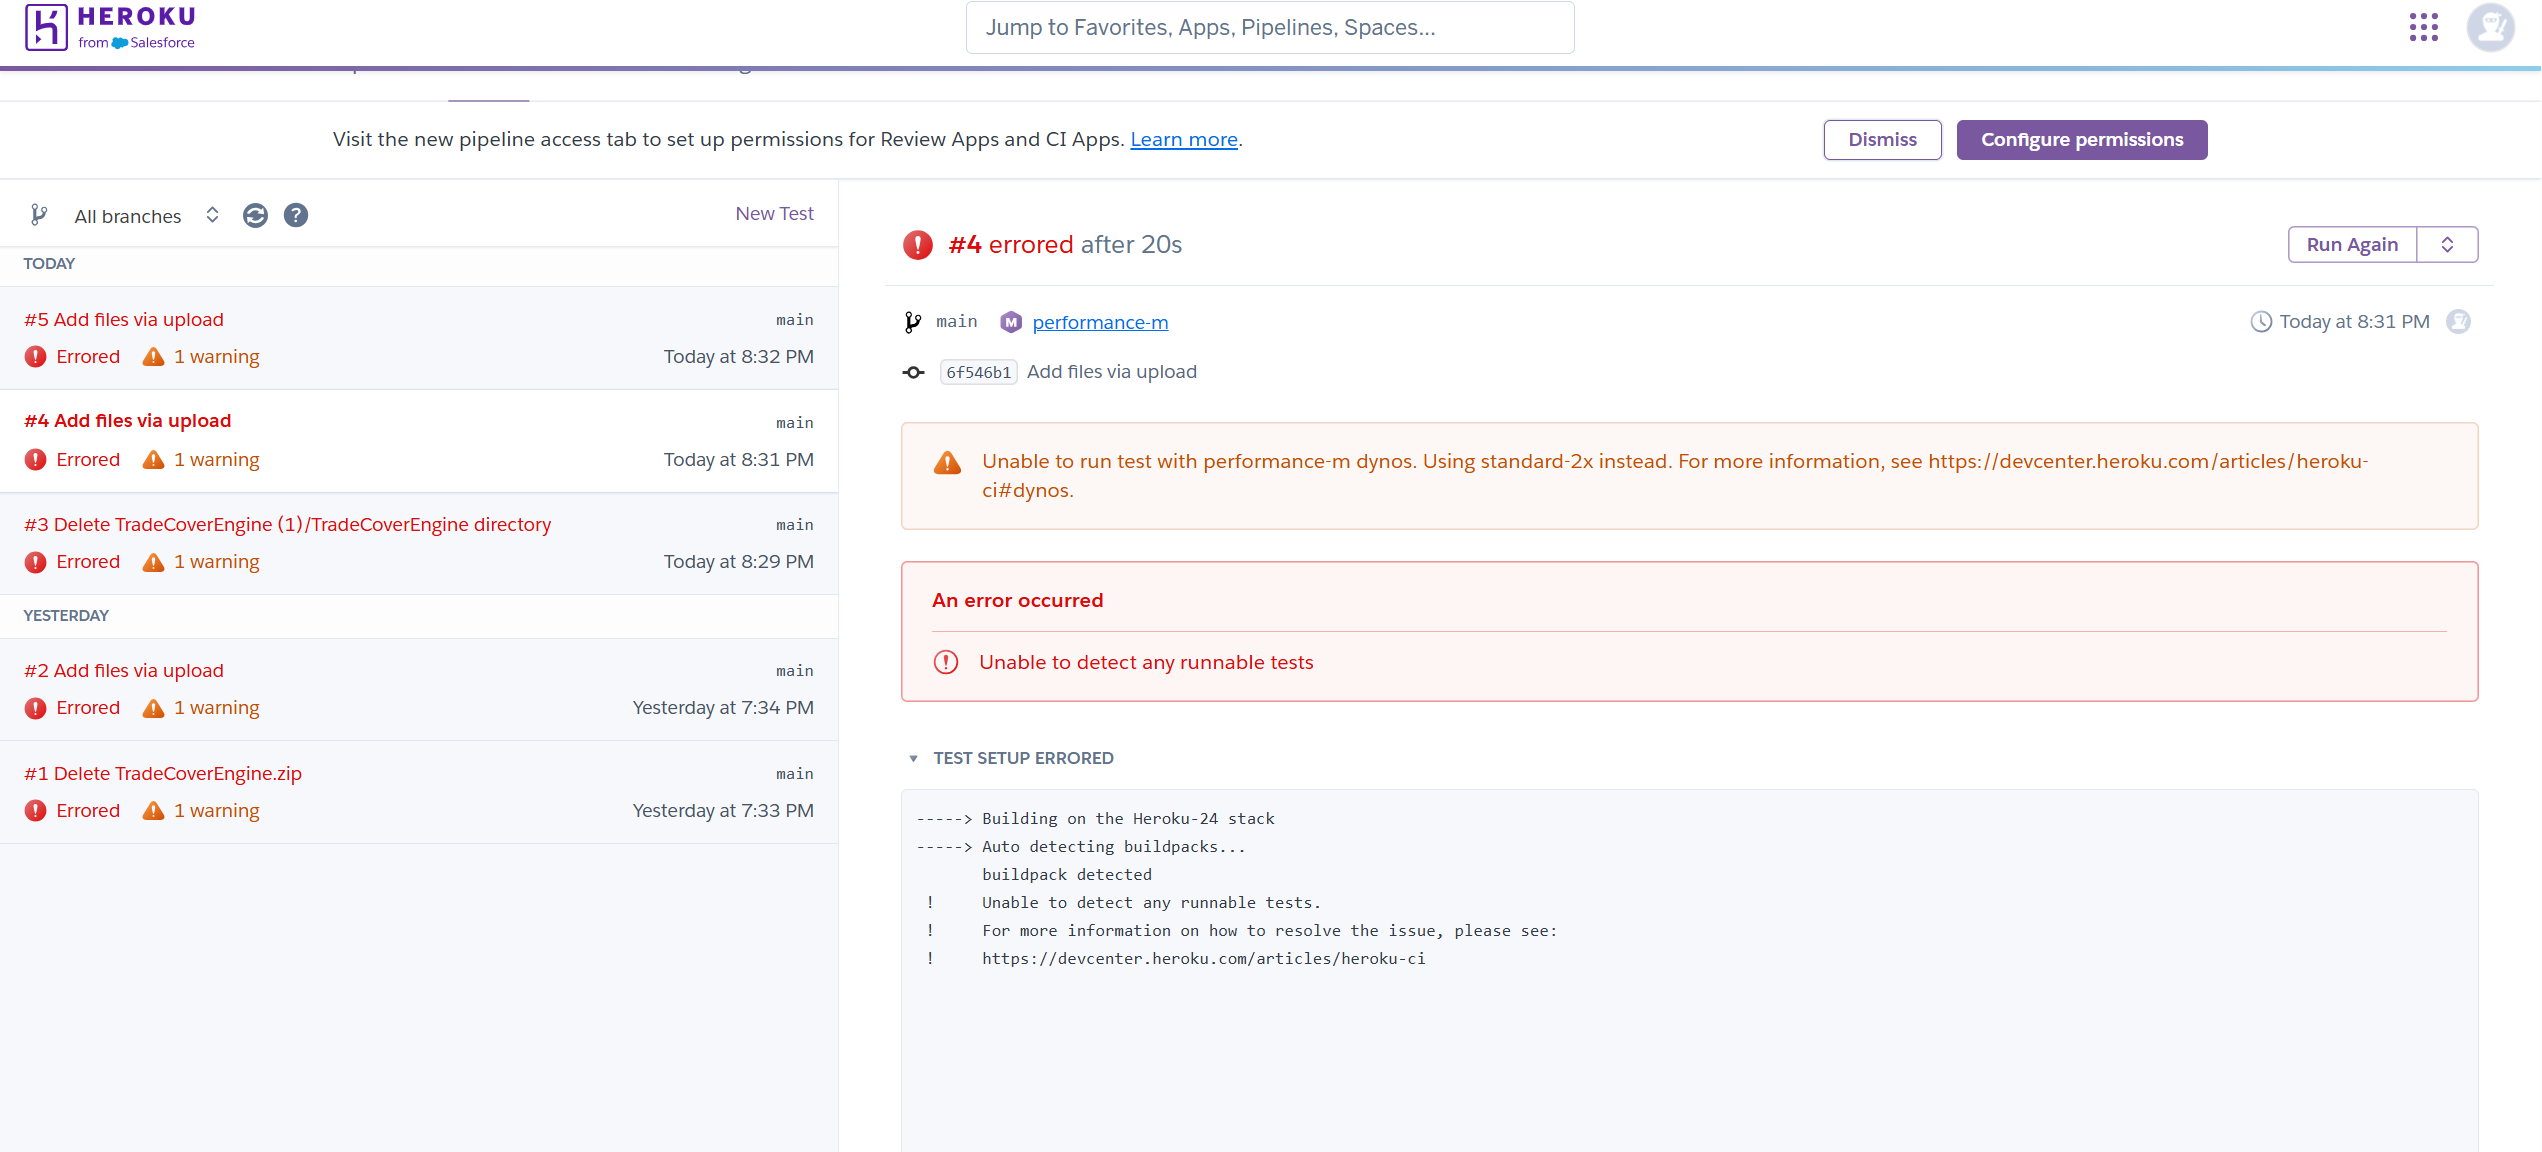 HEROKU
from Salesforce
Jump to Favorites, Apps, Pipelines, Spaces...
Visit the new pipeline access tab to set up permissions for Review Apps and CI Apps. Learn more.
Dismiss
Configure permissions
All branches
?
New Test
TODAY
#5 Add files via upload
main
Errored
1 warning
Today at 8:32 PM
#4 Add files via upload
main
Errored
1 warning
Today at 8:31 PM
#3 Delete TradeCoverEngine (1)/TradeCoverEngine directory
main
Errored
1 warning
Today at 8:29 PM
YESTERDAY
#2 Add files via upload
main
Errored
1 warning
Yesterday at 7:34 PM
#1 Delete TradeCoverEngine.zip
main
Errored
1 warning
Yesterday at 7:33 PM
#4 errored after 20s
Run Again
main
M
performance-m
Today at 8:31 PM
6f546b1 Add files via upload
Unable to run test with performance-m dynos. Using standard-2x instead. For more information, see https://devcenter.heroku.com/articles/heroku-
ci#dynos.
An error occurred
Unable to detect any runnable tests
TEST SETUP ERRORED
-----> Building on the Heroku-24 stack
-----> Auto detecting buildpacks...
buildpack detected
! Unable to detect any runnable tests.
! For more information on how to resolve the issue, please see:
! https://devcenter.heroku.com/articles/heroku-ci